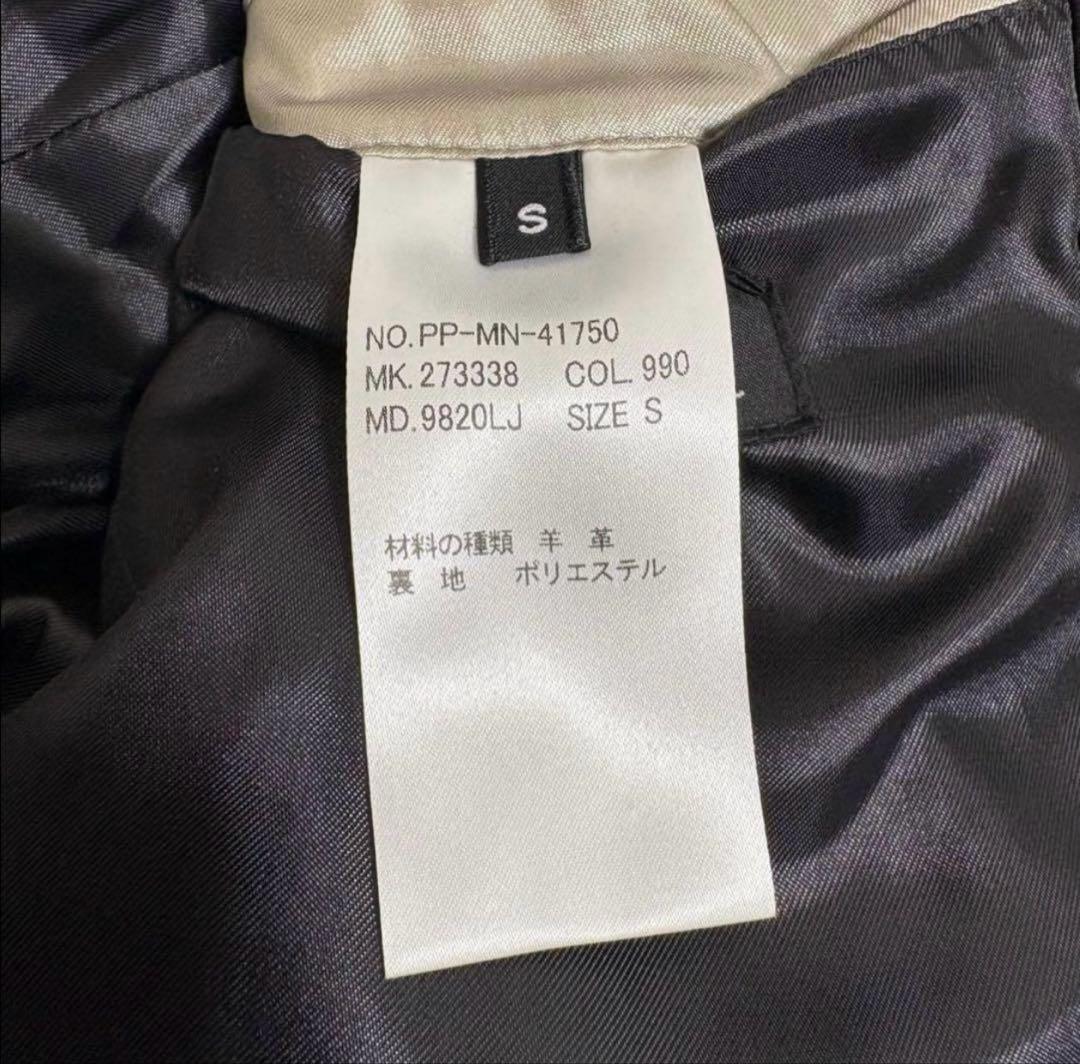 S
NO.PP-MN-41750
MK.273338 COL.990
MD.9820LJ SIZE S
材料の種類 羊 革
裏 地 ポリエステル